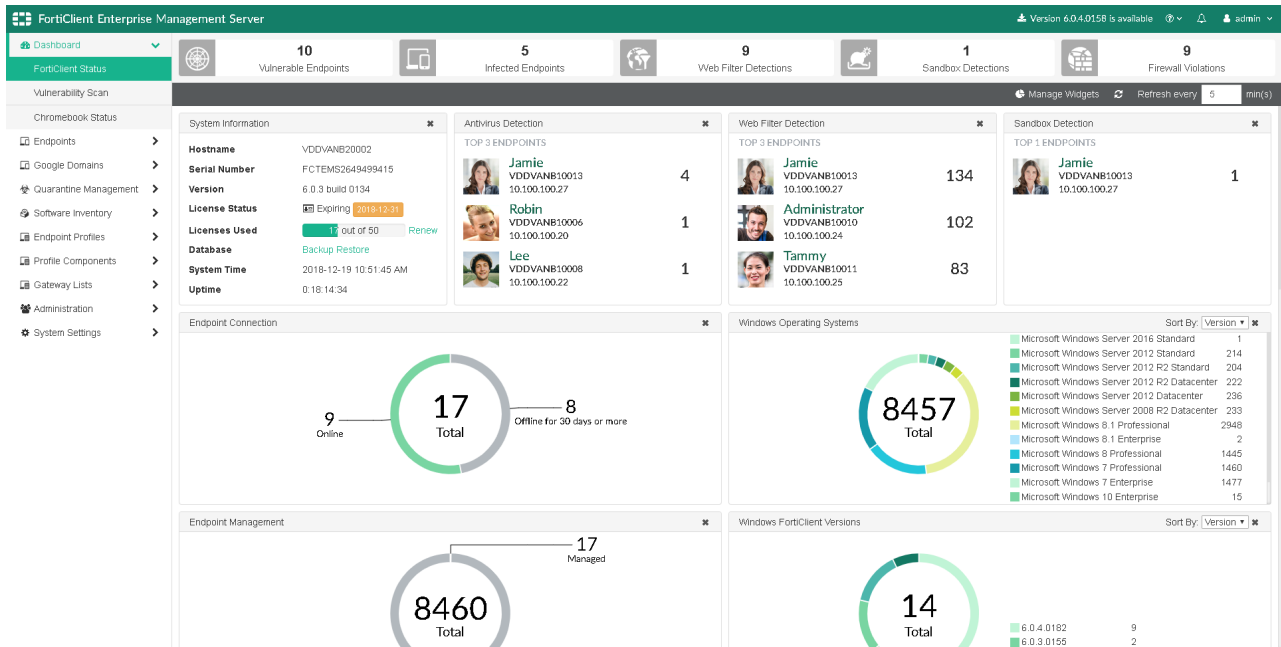 FortiClient Enterprise Management Server
Version 6.0.4.0158 is available
admin
Dashboard
FortiClient Status
Vulnerability Scan
Chromebook Status
Endpoints
Google Domains
Quarantine Management
Software Inventory
Endpoint Profiles
Profile Components
Gateway Lists
Administration
System Settings
10
Vulnerable Endpoints
5
Infected Endpoints
9
Web Filter Detections
1
Sandbox Detections
9
Firewall Violations
Manage Widgets Refresh every 5 min(s)
System Information
Hostname VDDVANB20002
Serial Number FCTEMS2649499415
Version 6.0.3 build 0134
License Status Expiring 2018-12-31
Licenses Used 17 out of 50 Renew
Database Backup Restore
System Time 2018-12-19 10:51:45 AM
Uptime 0:18:14:34
Antivirus Detection
TOP 3 ENDPOINTS
Jamie
VDDVANB10013 4
10.100.100.27
Robin
VDDVANB10006 1
10.100.100.20
Lee
VDDVANB10008 1
10.100.100.22
Web Filter Detection
TOP 3 ENDPOINTS
Jamie
VDDVANB10013 134
10.100.100.27
Administrator
VDDVANB10010 102
10.100.100.24
Tammy
VDDVANB10011 83
10.100.100.25
Sandbox Detection
TOP 1 ENDPOINTS
Jamie
VDDVANB10013 1
10.100.100.27
Endpoint Connection
17
Total
9
Online
8
Offline for 30 days or more
Windows Operating Systems Sort By: Version
8457
Total
Microsoft Windows Server 2016 Standard 1
Microsoft Windows Server 2012 Standard 214
Microsoft Windows Server 2012 R2 Standard 204
Microsoft Windows Server 2012 R2 Datacenter 222
Microsoft Windows Server 2012 Datacenter 236
Microsoft Windows Server 2008 R2 Datacenter 233
Microsoft Windows 8.1 Professional 2948
Microsoft Windows 8.1 Enterprise 2
Microsoft Windows 8 Professional 1445
Microsoft Windows 7 Professional 1460
Microsoft Windows 7 Enterprise 1477
Microsoft Windows 10 Enterprise 15
Endpoint Management
17
Managed
8460
Total
Windows FortiClient Versions Sort By: Version
14
Total
6.0.4.0182 9
6.0.3.0155 2